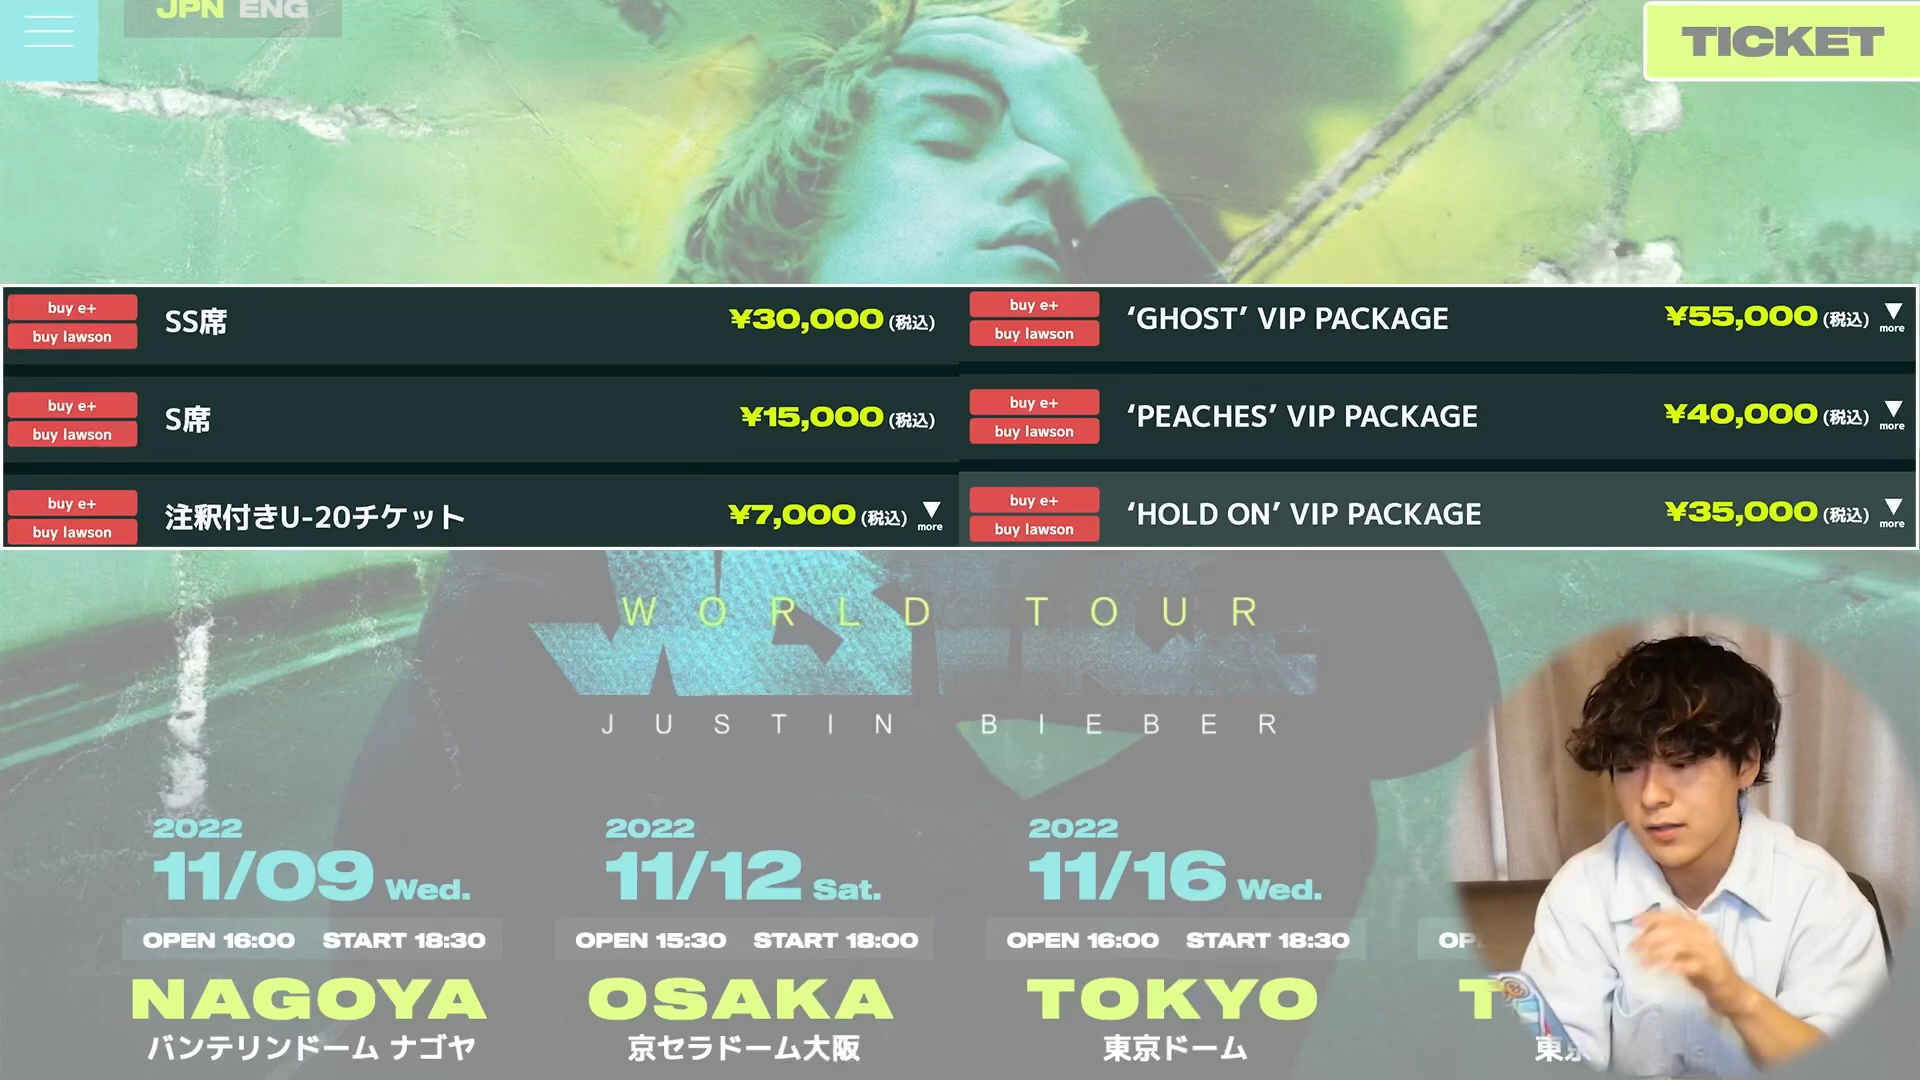 JPN ENG
TICKET
buy e+
buy lawson
SS席
¥30,000 (税込)
buy e+
buy lawson
S席
¥15,000 (税込)
buy e+
buy lawson
注釈付きU-20チケット
¥7,000 (税込)
more
buy e+
buy lawson
‘GHOST’ VIP PACKAGE
¥55,000 (税込)
more
buy e+
buy lawson
‘PEACHES’ VIP PACKAGE
¥40,000 (税込)
more
buy e+
buy lawson
‘HOLD ON’ VIP PACKAGE
¥35,000 (税込)
more
WORLD TOUR
JUSTIN BIEBER
2022
11/09 Wed.
OPEN 16:00 START 18:30
NAGOYA
バンテリンドーム ナゴヤ
2022
11/12 Sat.
OPEN 15:30 START 18:00
OSAKA
京セラドーム大阪
2022
11/16 Wed.
OPEN 16:00 START 18:30
TOKYO
東京ドーム